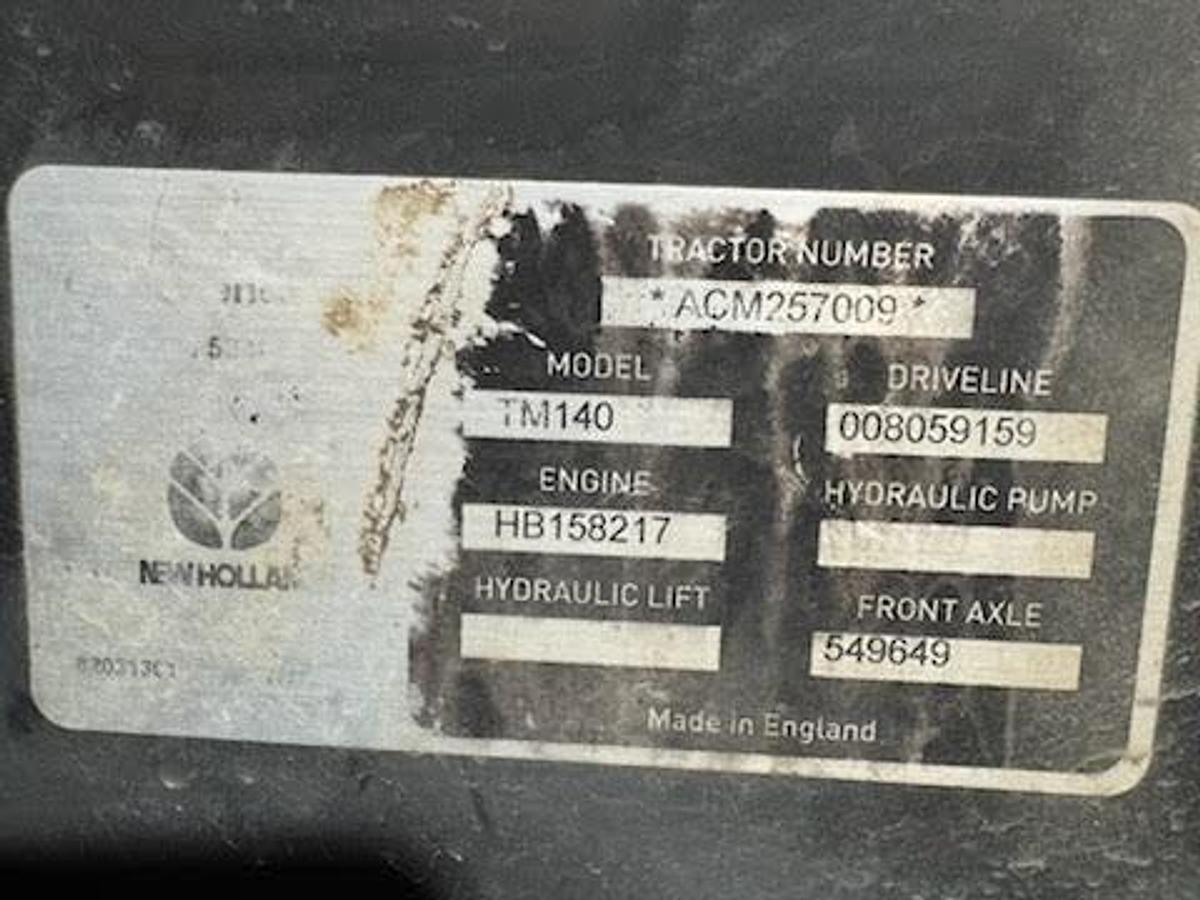 TRACTOR NUMBER
*ACM257009*
MODEL
TM140
DRIVELINE
008059159
ENGINE
HB158217
HYDRAULIC PUMP
HYDRAULIC LIFT
FRONT AXLE
549649
Made in England
NEW HOLLAN